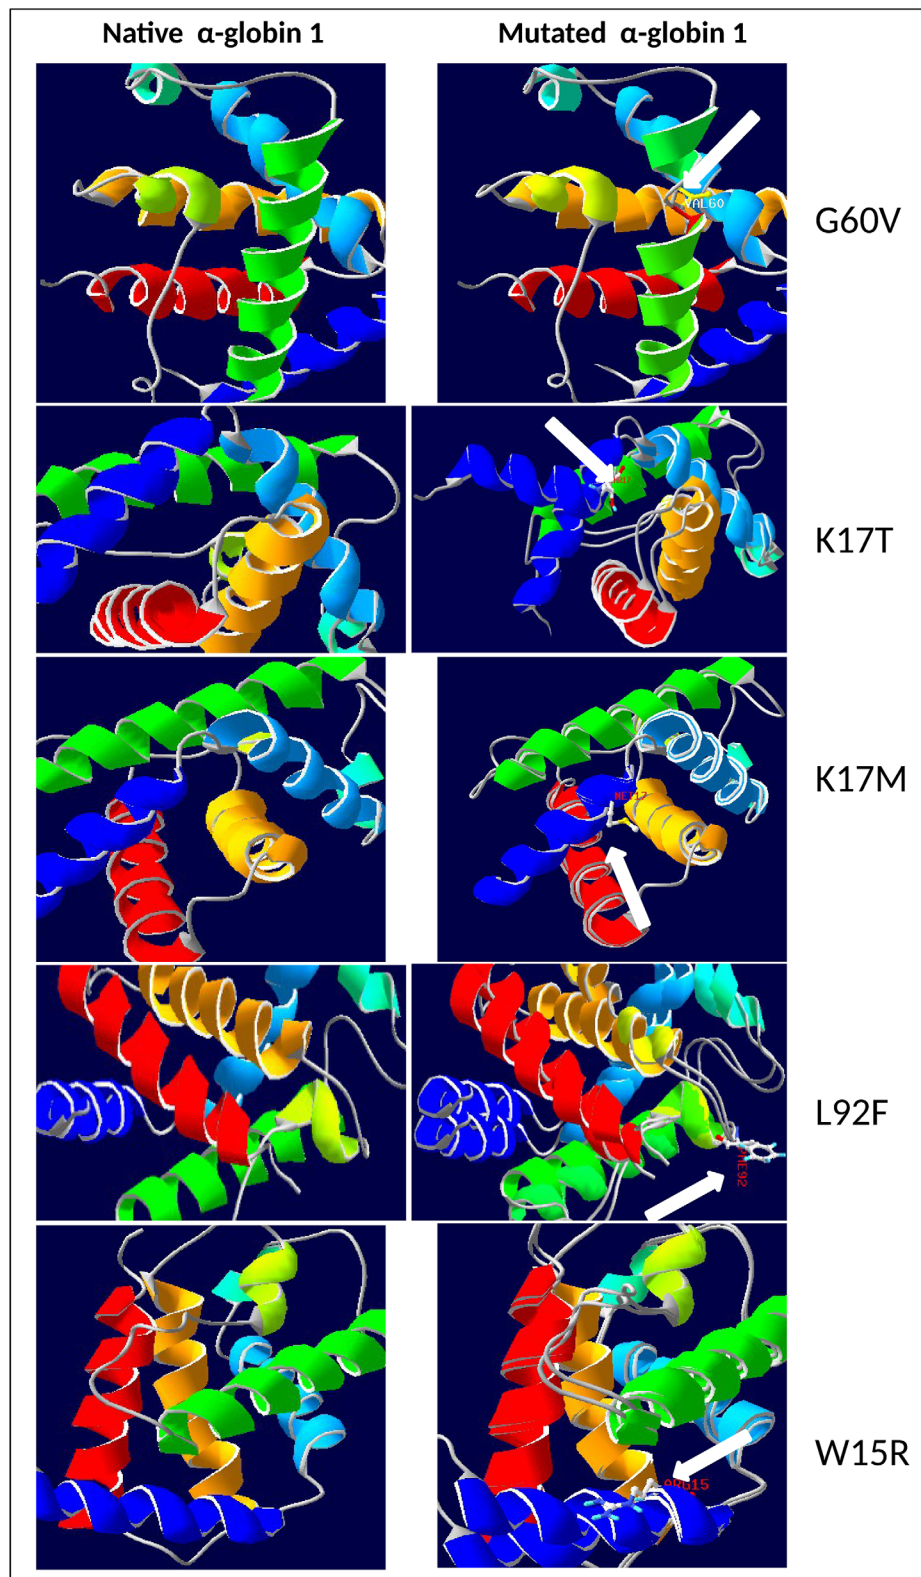 Native α-globin 1 Mutated α-globin 1
VAL60
G60V
K17T
MET17
K17M
PHE92
L92F
ARG15
W15R